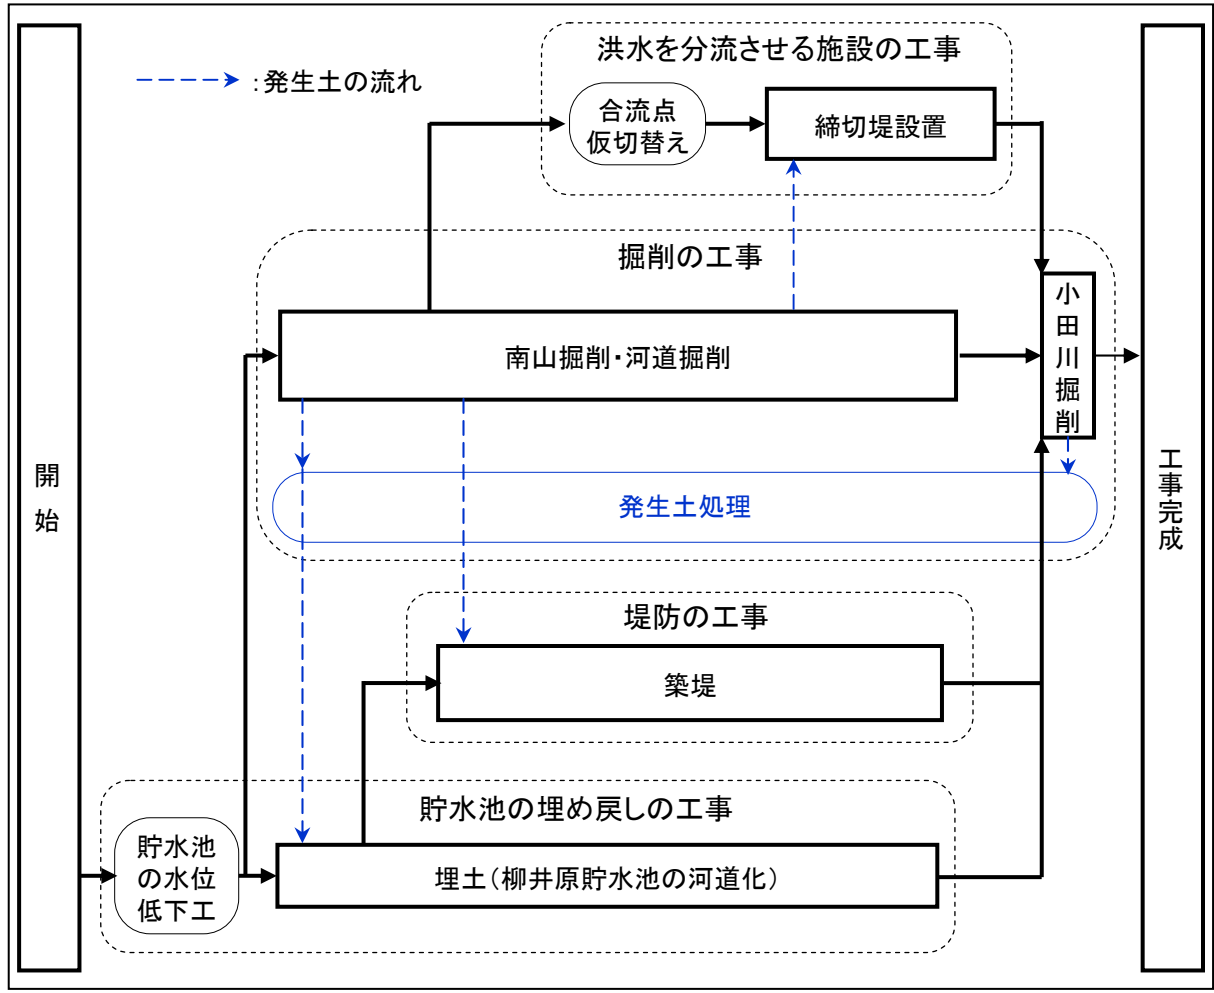 洪水を分流させる施設の工事
:発生土の流れ
合流点
仮切替え
締切堤設置
掘削の工事
小田川掘削
南山掘削・河道掘削
開始
工事完成
発生土処理
堤防の工事
築堤
貯水池の埋め戻しの工事
貯水池
の水位
低下工
埋土(柳井原貯水池の河道化)